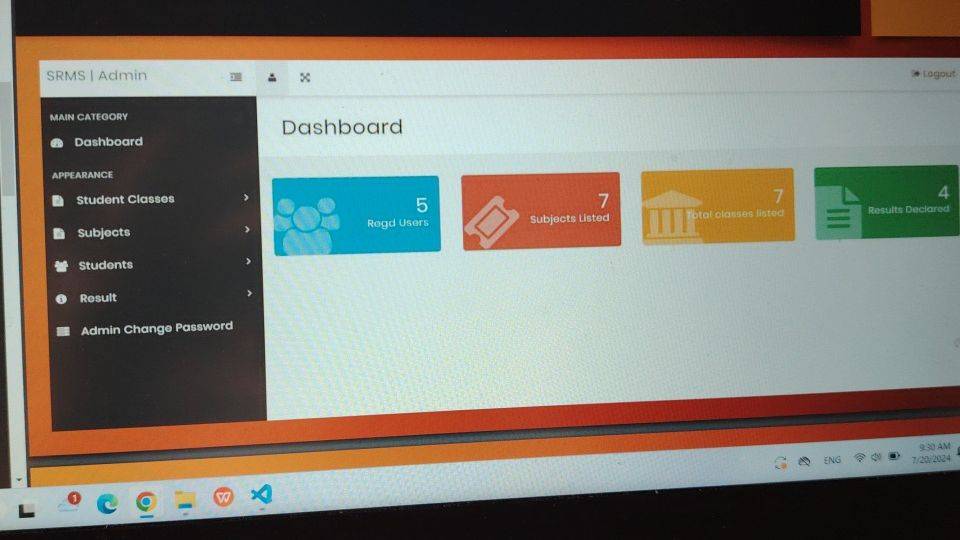 SRMS | Admin
Logout
MAIN CATEGORY
Dashboard
APPEARANCE
Student Classes
Subjects
Students
Result
Admin Change Password
Dashboard
5
Regd Users
7
Subjects Listed
7
Total classes listed
4
Results Declared
1
W
ENG
9:30 AM
7/20/2024